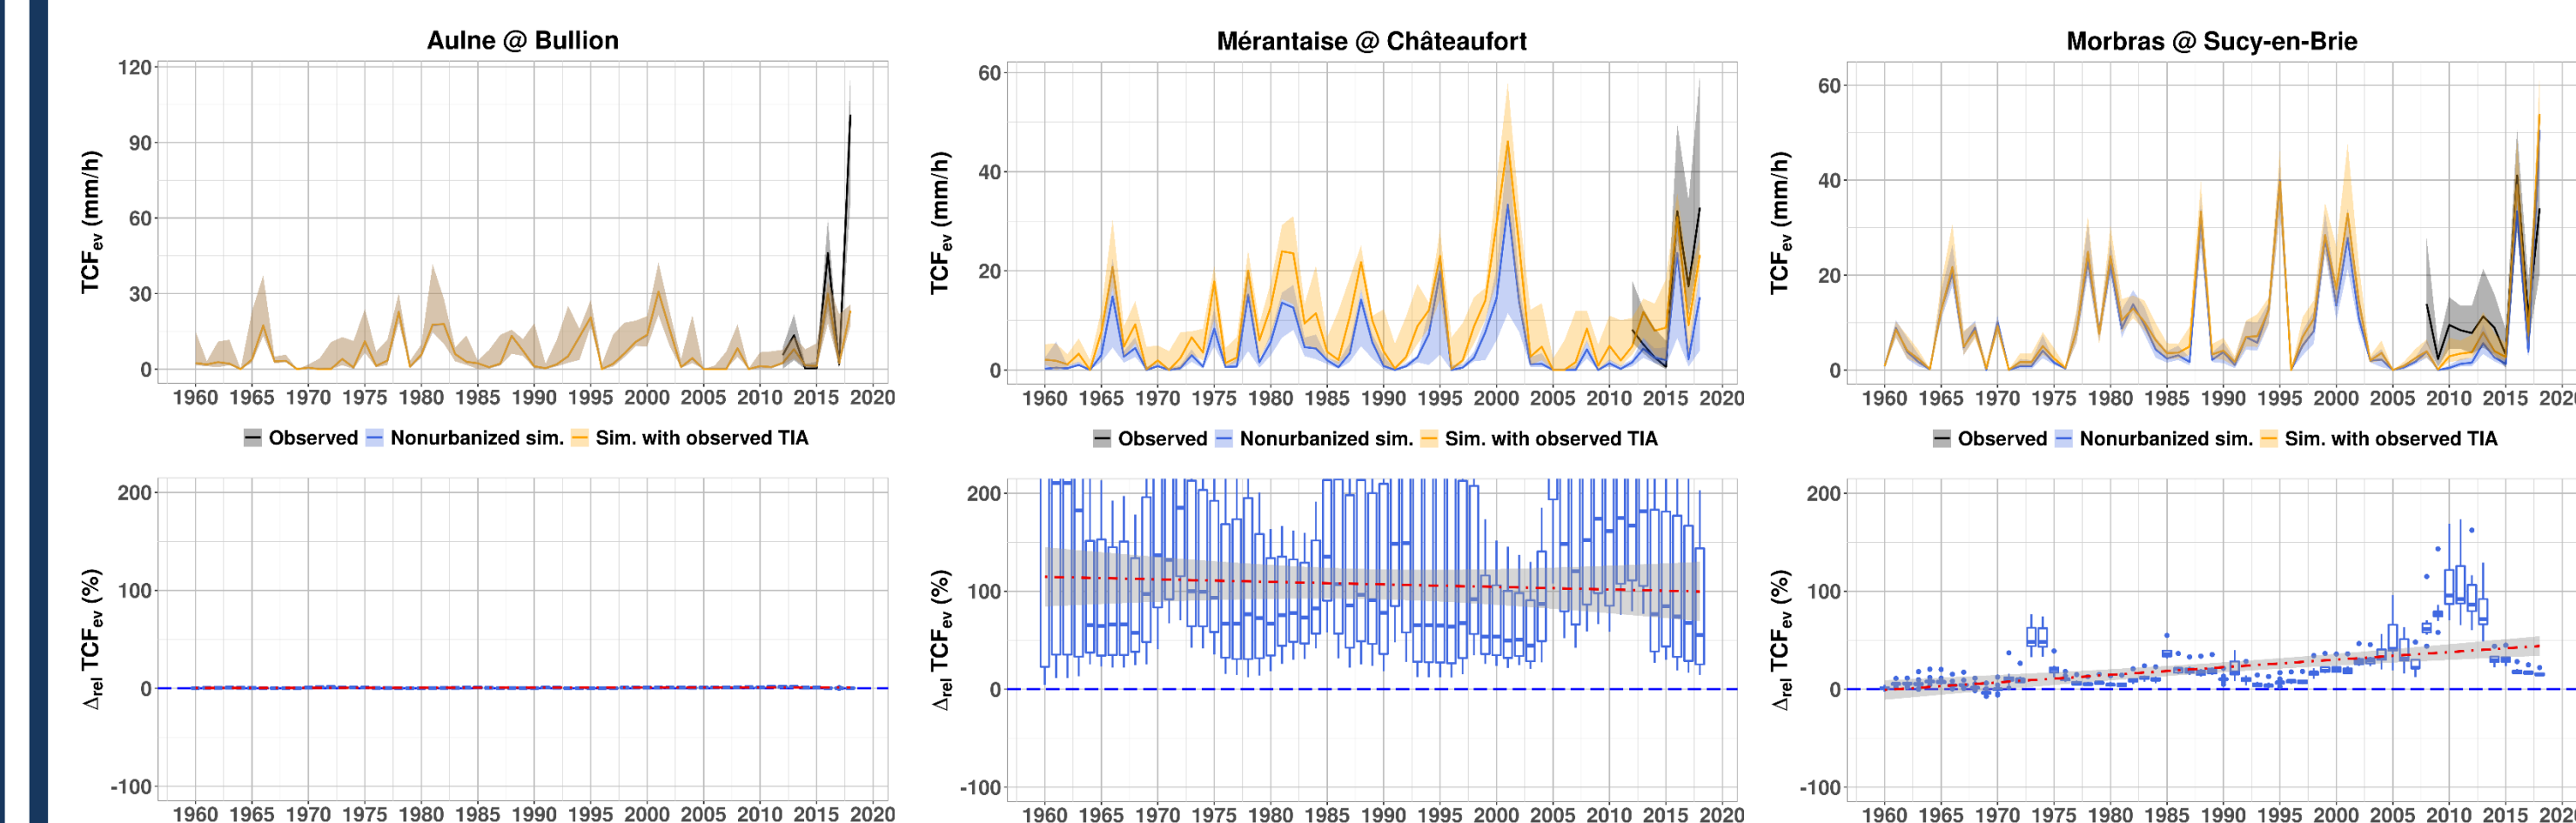 Aulne @ Bullion
120
90
60
30
0
TCFev (mm/h)
1960 1965 1970 1975 1980 1985 1990 1995 2000 2005 2010 2015 2020
Observed Nonurbanized sim. Sim. with observed TIA
200
100
0
-100
Δrel TCFev (%)
1960 1965 1970 1975 1980 1985 1990 1995 2000 2005 2010 2015 2020
Mérantaise @ Châteaufort
60
40
20
0
TCFev (mm/h)
1960 1965 1970 1975 1980 1985 1990 1995 2000 2005 2010 2015 2020
Observed Nonurbanized sim. Sim. with observed TIA
200
100
0
-100
Δrel TCFev (%)
1960 1965 1970 1975 1980 1985 1990 1995 2000 2005 2010 2015 2020
Morbras @ Sucy-en-Brie
60
40
20
0
TCFev (mm/h)
1960 1965 1970 1975 1980 1985 1990 1995 2000 2005 2010 2015
Observed Nonurbanized sim. Sim. with observed TIA
200
100
0
-100
Δrel TCFev (%)
1960 1965 1970 1975 1980 1985 1990 1995 2000 2005 2010 2015